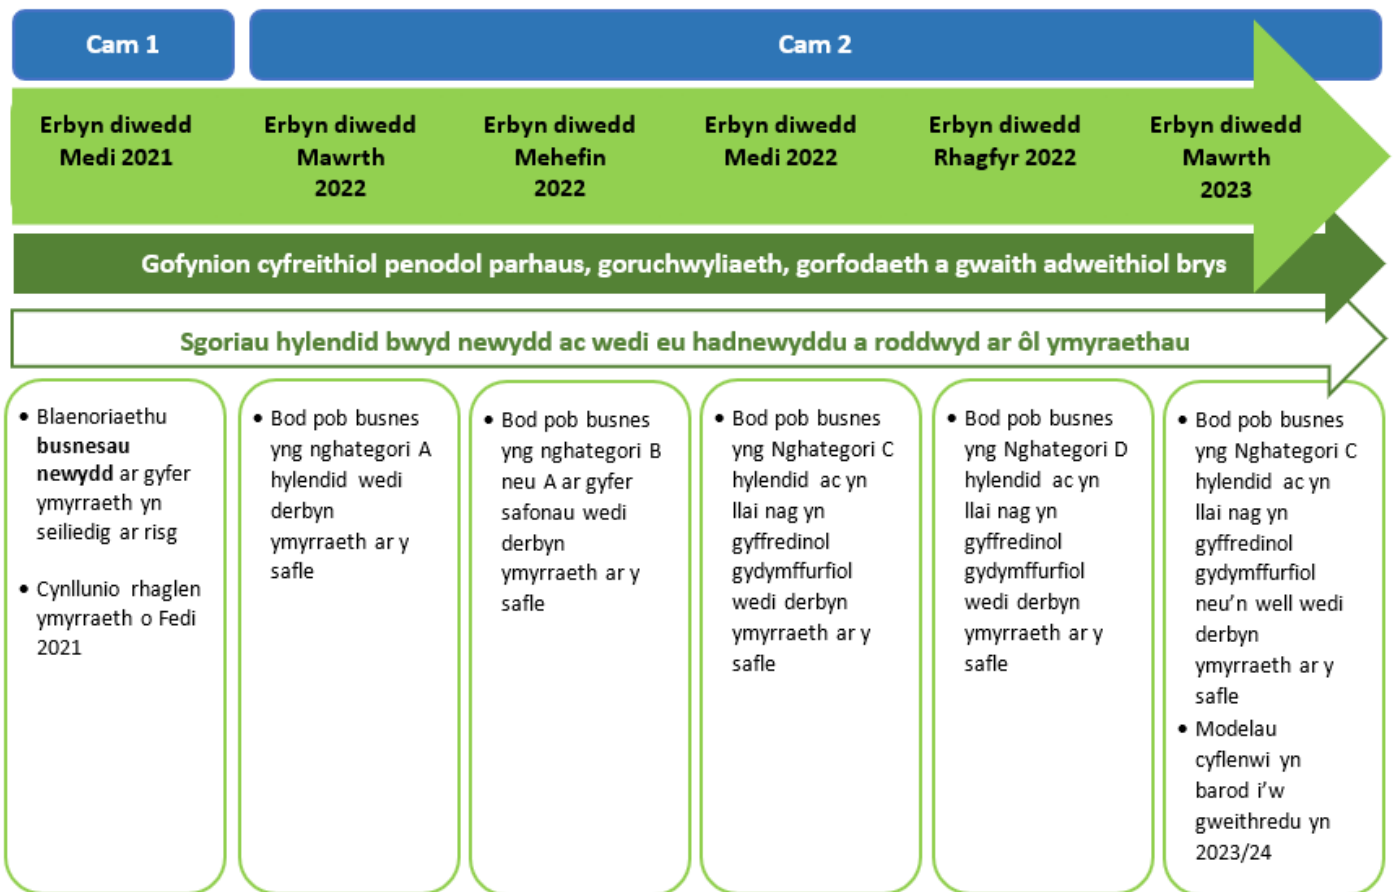 Cam 1
Cam 2
Erbyn diwedd
Medi 2021
Erbyn diwedd
Mawrth
2022
Erbyn diwedd
Mehefin
2022
Erbyn diwedd
Medi 2022
Erbyn diwedd
Rhagfyr 2022
Erbyn diwedd
Mawrth
2023
Gofynion cyfreithiol penodol parhaus, goruchwyliaeth, gorfodaeth a gwaith adweithiol brys
Sgoriau hylendid bwyd newydd ac wedi eu hadnewyddu a roddwyd ar ôl ymyraethau
• Blaenoriaethu
busnesau
newydd ar gyfer
ymyrraeth yn
seiliedig ar risg
• Cynllunio rhaglen
ymyrraeth o Fedi
2021
• Bod pob busnes
yng nghategori A
hylendid wedi
derbyn
ymyrraeth ar y
safle
• Bod pob busnes
yng nghategori B
neu A ar gyfer
safonau wedi
derbyn
ymyrraeth ar y
safle
• Bod pob busnes
yng Nghategori C
hylendid ac yn
llai nag yn
gyffredinol
gydymffurfiol
wedi derbyn
ymyrraeth ar y
safle
• Bod pob busnes
yng Nghategori D
hylendid ac yn
llai nag yn
gyffredinol
gydymffurfiol
wedi derbyn
ymyrraeth ar y
safle
• Bod pob busnes
yng Nghategori C
hylendid ac yn
llai nag yn
gyffredinol
gydymffurfiol
neu'n well wedi
derbyn
ymyrraeth ar y
safle
• Modelau
cyflenwi yn
barod i'w
gweithredu yn
2023/24